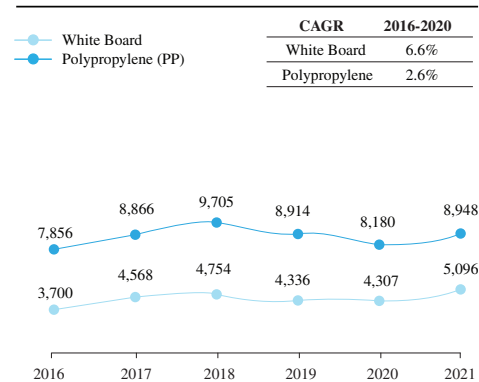 CAGR 2016-2020
White Board
White Board 6.6%
Polypropylene (PP)
Polypropylene 2.6%
7,856 8,866 9,705 8,914 8,180 8,948
3,700 4,568 4,754 4,336 4,307 5,096
2016 2017 2018 2019 2020 2021